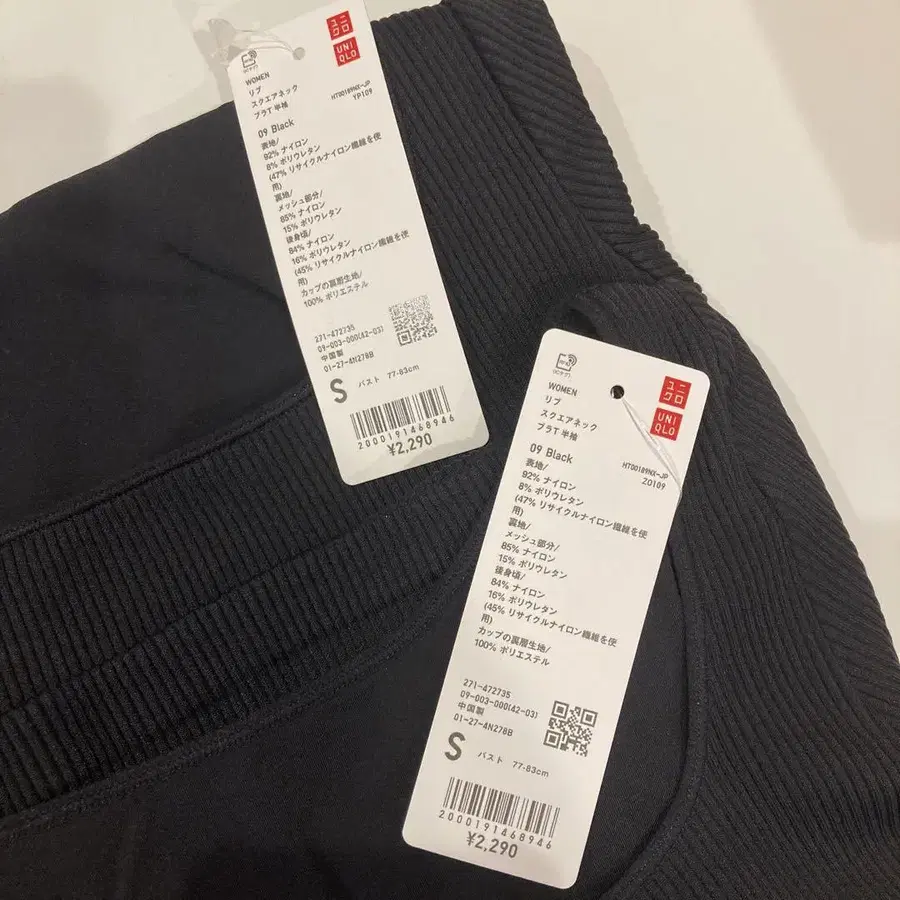 ユニ
クロ
UNI
QLO
WOMEN
リブ
スクエアネック
ブラT 半袖
HT00189NX-JP
YP109
09 Black
表地/
92% ナイロン
8% ポリウレタン
(47% リサイクルナイロン繊維を使
用)
裏地/
メッシュ部分/
85% ナイロン
15% ポリウレタン
後身頃/
84% ナイロン
16% ポリウレタン
(45% リサイクルナイロン繊維を使
用)
カップの裏層生地/
100% ポリエステル
271-472735
09-003-000(42-03)
中国製
01-27-4N278B
S バスト 77-83cm
2000191468946
¥2,290
ユニ
クロ
UNI
QLO
WOMEN
リブ
スクエアネック
ブラT 半袖
HT00189NX-JP
ZO109
09 Black
表地/
92% ナイロン
8% ポリウレタン
(47% リサイクルナイロン繊維を使
用)
裏地/
メッシュ部分/
85% ナイロン
15% ポリウレタン
後身頃/
84% ナイロン
16% ポリウレタン
(45% リサイクルナイロン繊維を使
用)
カップの裏層生地/
100% ポリエステル
271-472735
09-003-000(42-03)
中国製
01-27-4N278B
S バスト 77-83cm
2000191468946
¥2,290